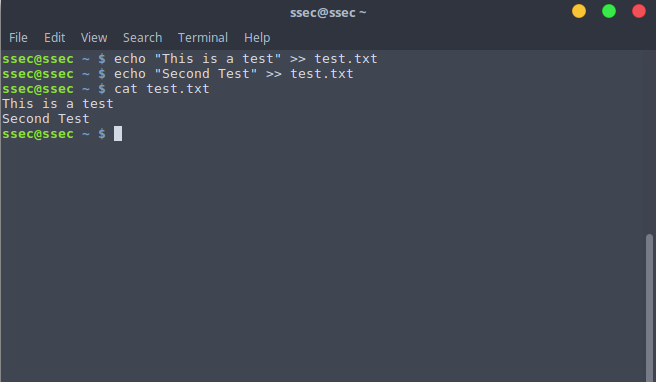 ssec@ssec ~
File Edit View Search Terminal Help
ssec@ssec ~ $ echo "This is a test" >> test.txt
ssec@ssec ~ $ echo "Second Test" >> test.txt
ssec@ssec ~ $ cat test.txt
This is a test
Second Test
ssec@ssec ~ $